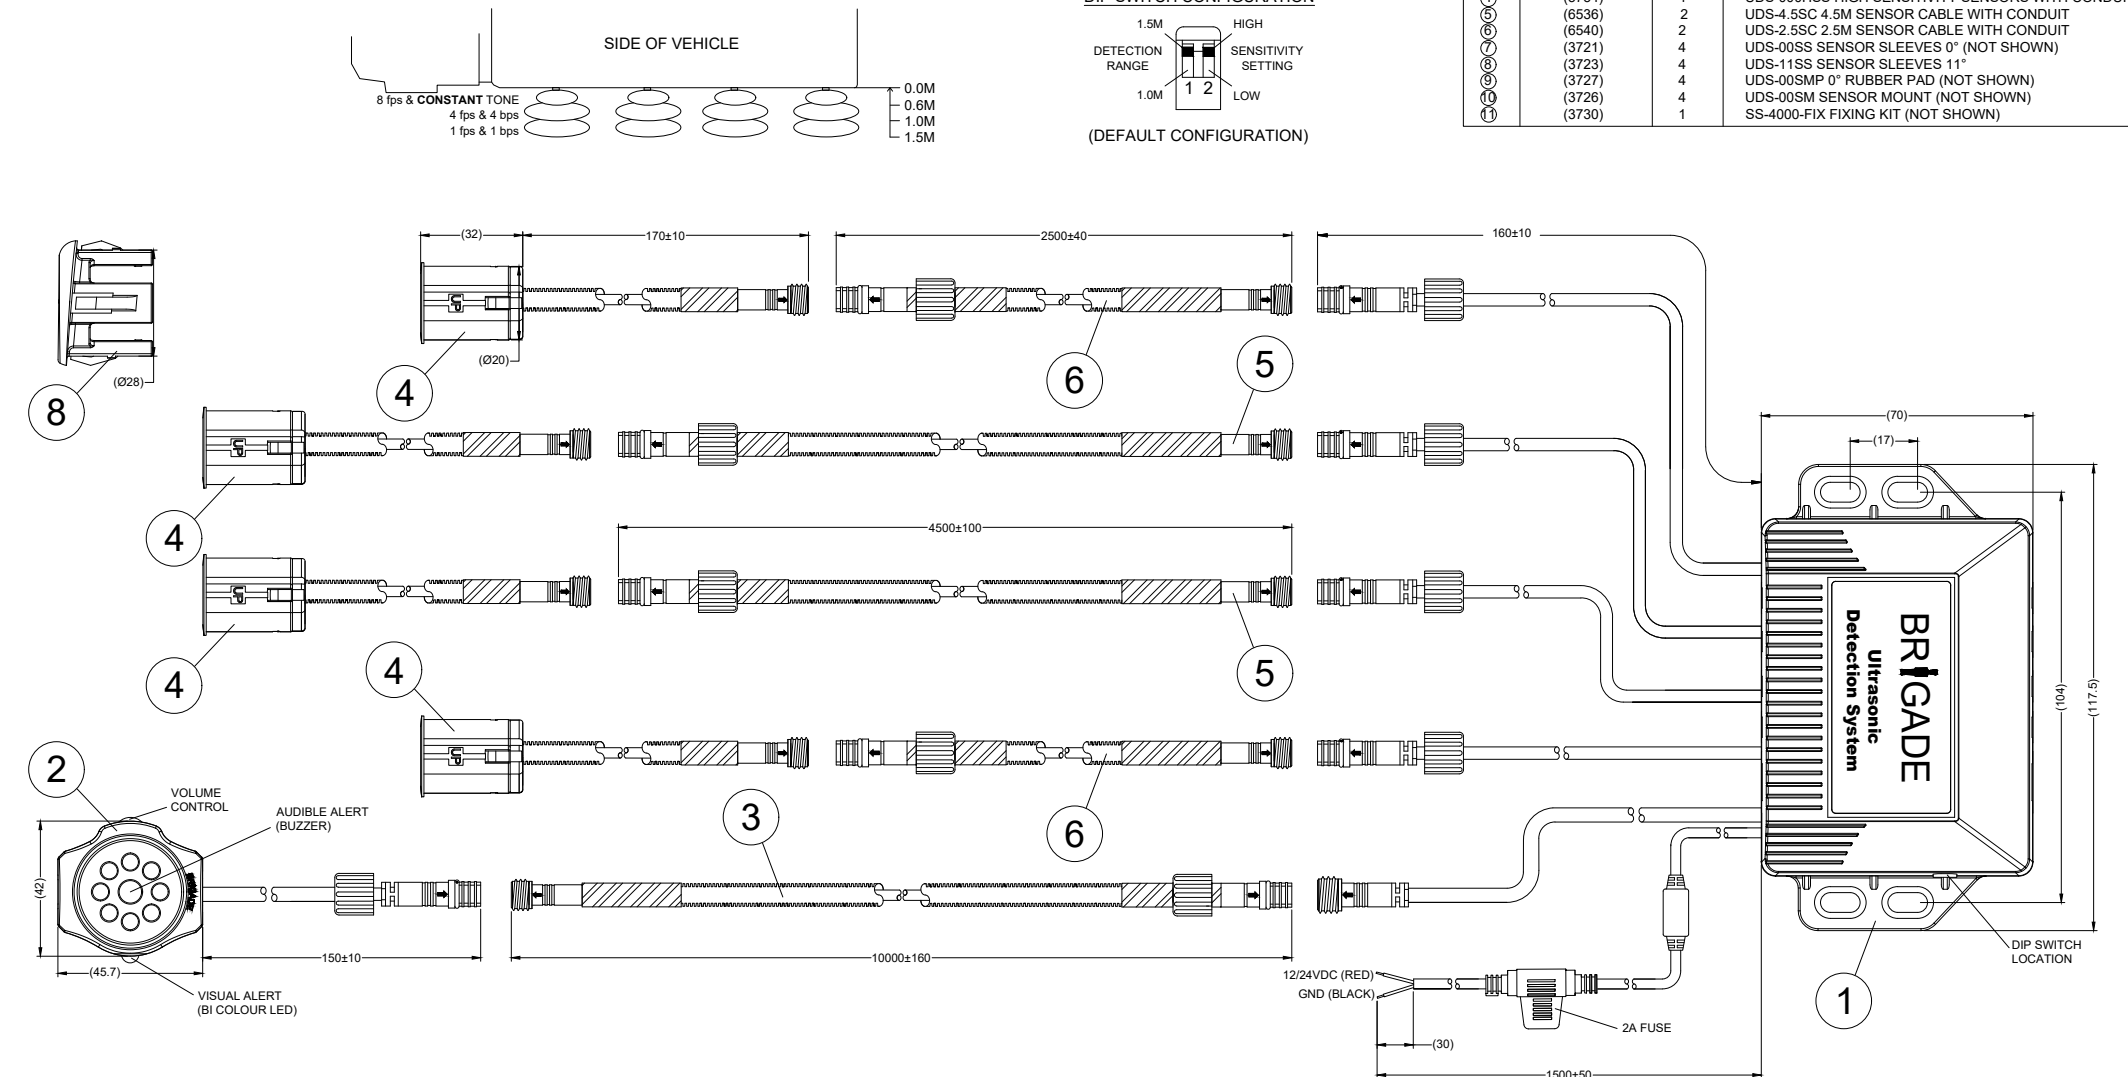 SIDE OF VEHICLE
8 fps & CONSTANT TONE
4 fps & 4 bps
1 fps & 1 bps
0.0M
0.6M
1.0M
1.5M
DIP SWITCH CONFIGURATION
1.5M
HIGH
DETECTION
RANGE
SENSITIVITY
SETTING
1.0M
1 2
LOW
(DEFAULT CONFIGURATION)
5 (6536) 2 UDS-4.5SC 4.5M SENSOR CABLE WITH CONDUIT
6 (6540) 2 UDS-2.5SC 2.5M SENSOR CABLE WITH CONDUIT
7 (3721) 4 UDS-00SS SENSOR SLEEVES 0° (NOT SHOWN)
8 (3723) 4 UDS-11SS SENSOR SLEEVES 11°
9 (3727) 4 UDS-00SMP 0° RUBBER PAD (NOT SHOWN)
10 (3726) 4 UDS-00SM SENSOR MOUNT (NOT SHOWN)
11 (3730) 1 SS-4000-FIX FIXING KIT (NOT SHOWN)
(32)
170±10
2500±40
160±10
UP
(Ø20)
(Ø28)
8
4
6
5
UP
4
4500±100
UP
4
5
4
UP
6
(70)
(17)
(104)
(117.5)
BRIGADE
Ultrasonic
Detection System
2
VOLUME
CONTROL
AUDIBLE ALERT
(BUZZER)
3
(42)
(45.7)
150±10
10000±160
VISUAL ALERT
(BI COLOUR LED)
12/24VDC (RED)
GND (BLACK)
2A FUSE
(30)
1500±50
DIP SWITCH
LOCATION
1